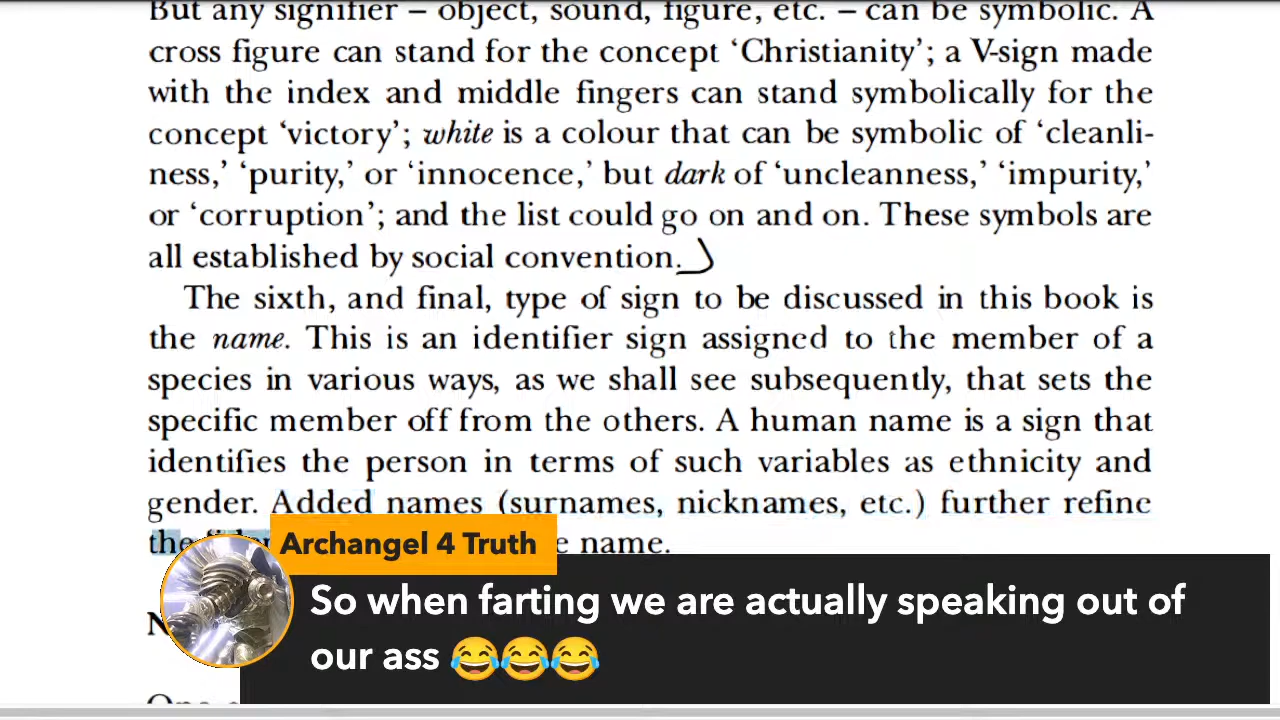 But any signifier – object, sound, figure, etc. – can be symbolic. A
cross figure can stand for the concept ‘Christianity’; a V-sign made
with the index and middle fingers can stand symbolically for the
concept ‘victory’; white is a colour that can be symbolic of ‘cleanli-
ness,’ ‘purity,’ or ‘innocence,’ but dark of ‘uncleanness,’ ‘impurity,’
or ‘corruption’; and the list could go on and on. These symbols are
all established by social convention.
The sixth, and final, type of sign to be discussed in this book is
the name. This is an identifier sign assigned to the member of a
species in various ways, as we shall see subsequently, that sets the
specific member off from the others. A human name is a sign that
identifies the person in terms of such variables as ethnicity and
gender. Added names (surnames, nicknames, etc.) further refine
the name.
Archangel 4 Truth
So when farting we are actually speaking out of
our ass 😂😂😂